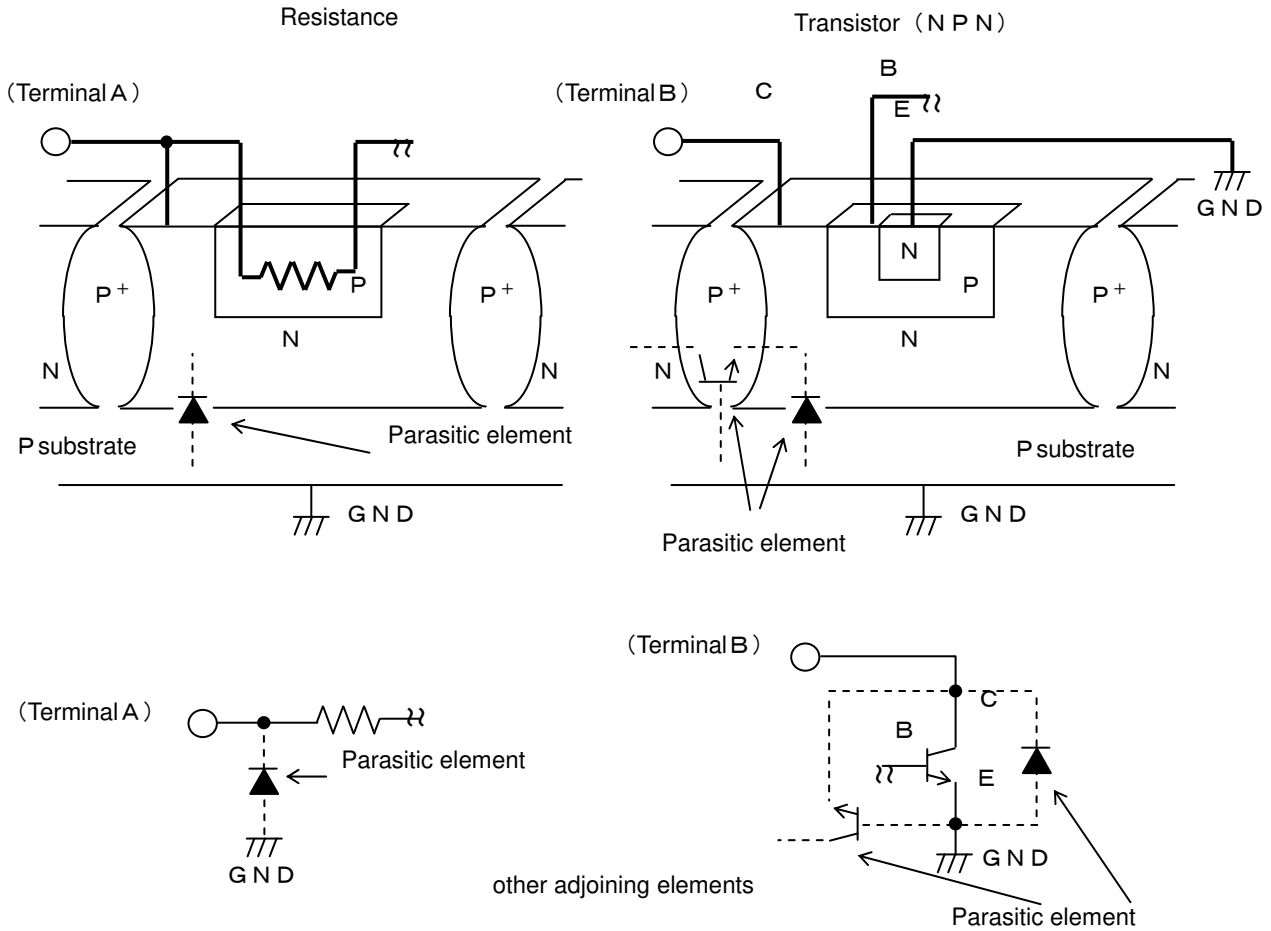 Resistance
Transistor（ＮＰＮ）
（Terminal Ａ）
（Terminal Ｂ）
Ｃ
Ｂ
Ｅ
ＧＮＤ
Ｐ＋
Ｐ
Ｐ＋
Ｎ
Ｎ
Ｎ
Ｐ substrate
Parasitic element
ＧＮＤ
Ｎ
Ｐ＋
Ｐ
Ｐ＋
Ｎ
Ｎ
Ｎ
Ｐ substrate
ＧＮＤ
Parasitic element
（Terminal Ａ）
Parasitic element
ＧＮＤ
（Terminal Ｂ）
Ｃ
Ｂ
Ｅ
ＧＮＤ
other adjoining elements
Parasitic element